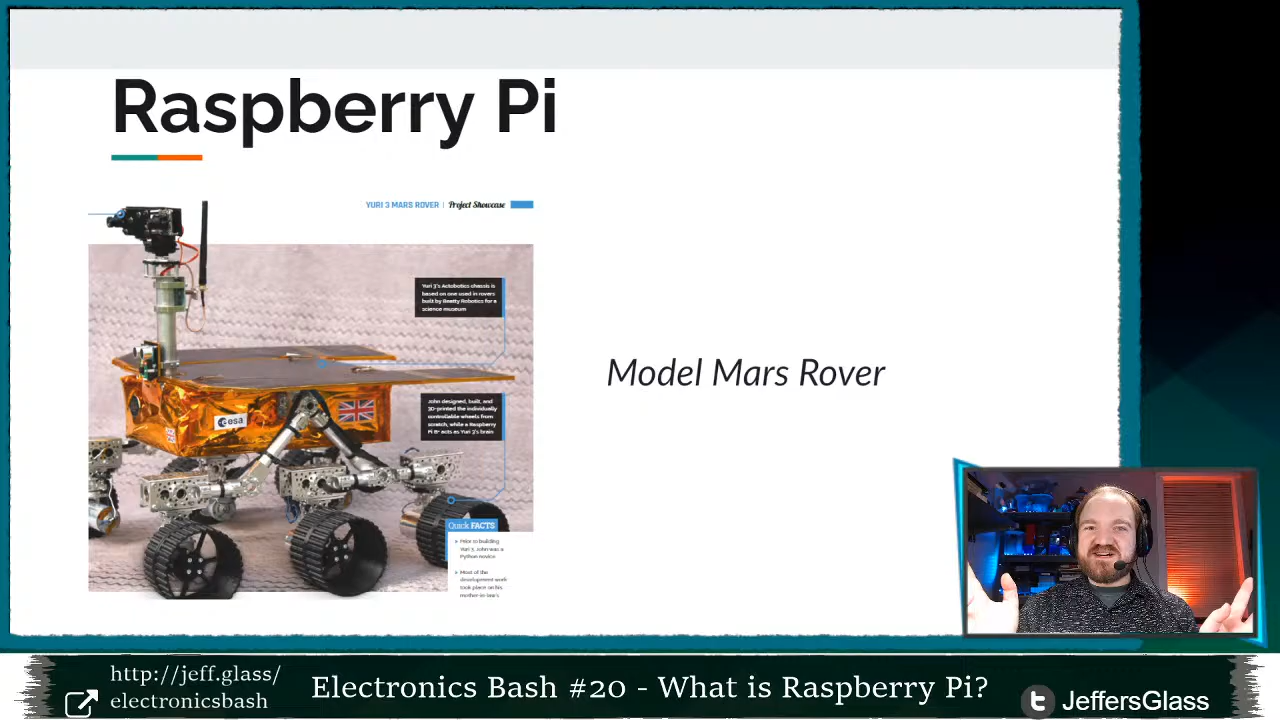 Raspberry Pi
YURI 3 MARS ROVER | Project Showcase
Yuri 3's Actobotics chassis is
based on one used in rovers
built by Beatty Robotics for a
science museum
Model Mars Rover
John designed, built, and
3D-printed the individually
controllable wheels from
scratch, while a Raspberry
Pi B+ acts as Yuri 3's brain
esa
Quick FACTS
> Prior to building
Yuri 3, John was a
Python novice
> Most of the
development work
took place on his
mother-in-law's
http://jeff.glass/
electronicsbash
Electronics Bash #20 - What is Raspberry Pi?
JeffersGlass